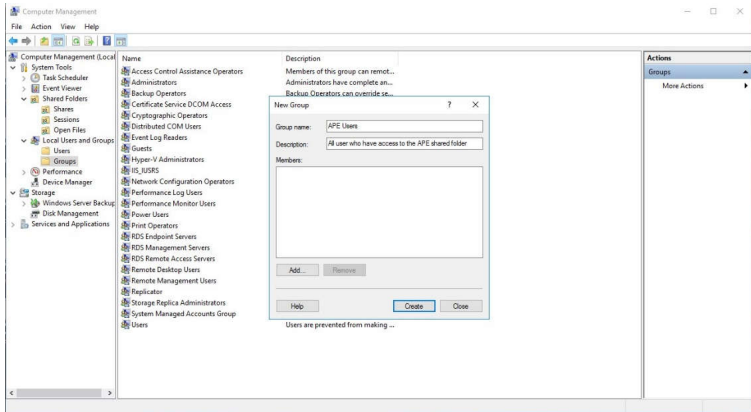 Computer Management
File Action View Help
Computer Management (Local
System Tools
Task Scheduler
Event Viewer
Shared Folders
Shares
Sessions
Open Files
Local Users and Groups
Users
Groups
Performance
Device Manager
Storage
Windows Server Backup
Disk Management
Services and Applications
Name Description
Access Control Assistance Operators Members of this group can remot...
Administrators Administrators have complete an...
Backup Operators Backup Operators can override se...
Certificate Service DCOM Access
Cryptographic Operators
Distributed COM Users
Event Log Readers
Guests
Hyper-V Administrators
IIS_IUSRS
Network Configuration Operators
Performance Log Users
Performance Monitor Users
Power Users
Print Operators
RDS Endpoint Servers
RDS Management Servers
RDS Remote Access Servers
Remote Desktop Users
Remote Management Users
Replicator
Storage Replica Administrators
System Managed Accounts Group
Users Users are prevented from making ...
New Group
Group name: APE Users
Description: All user who have access to the APE shared folder
Members:
Add... Remove
Help Create Close
Actions
Groups
More Actions